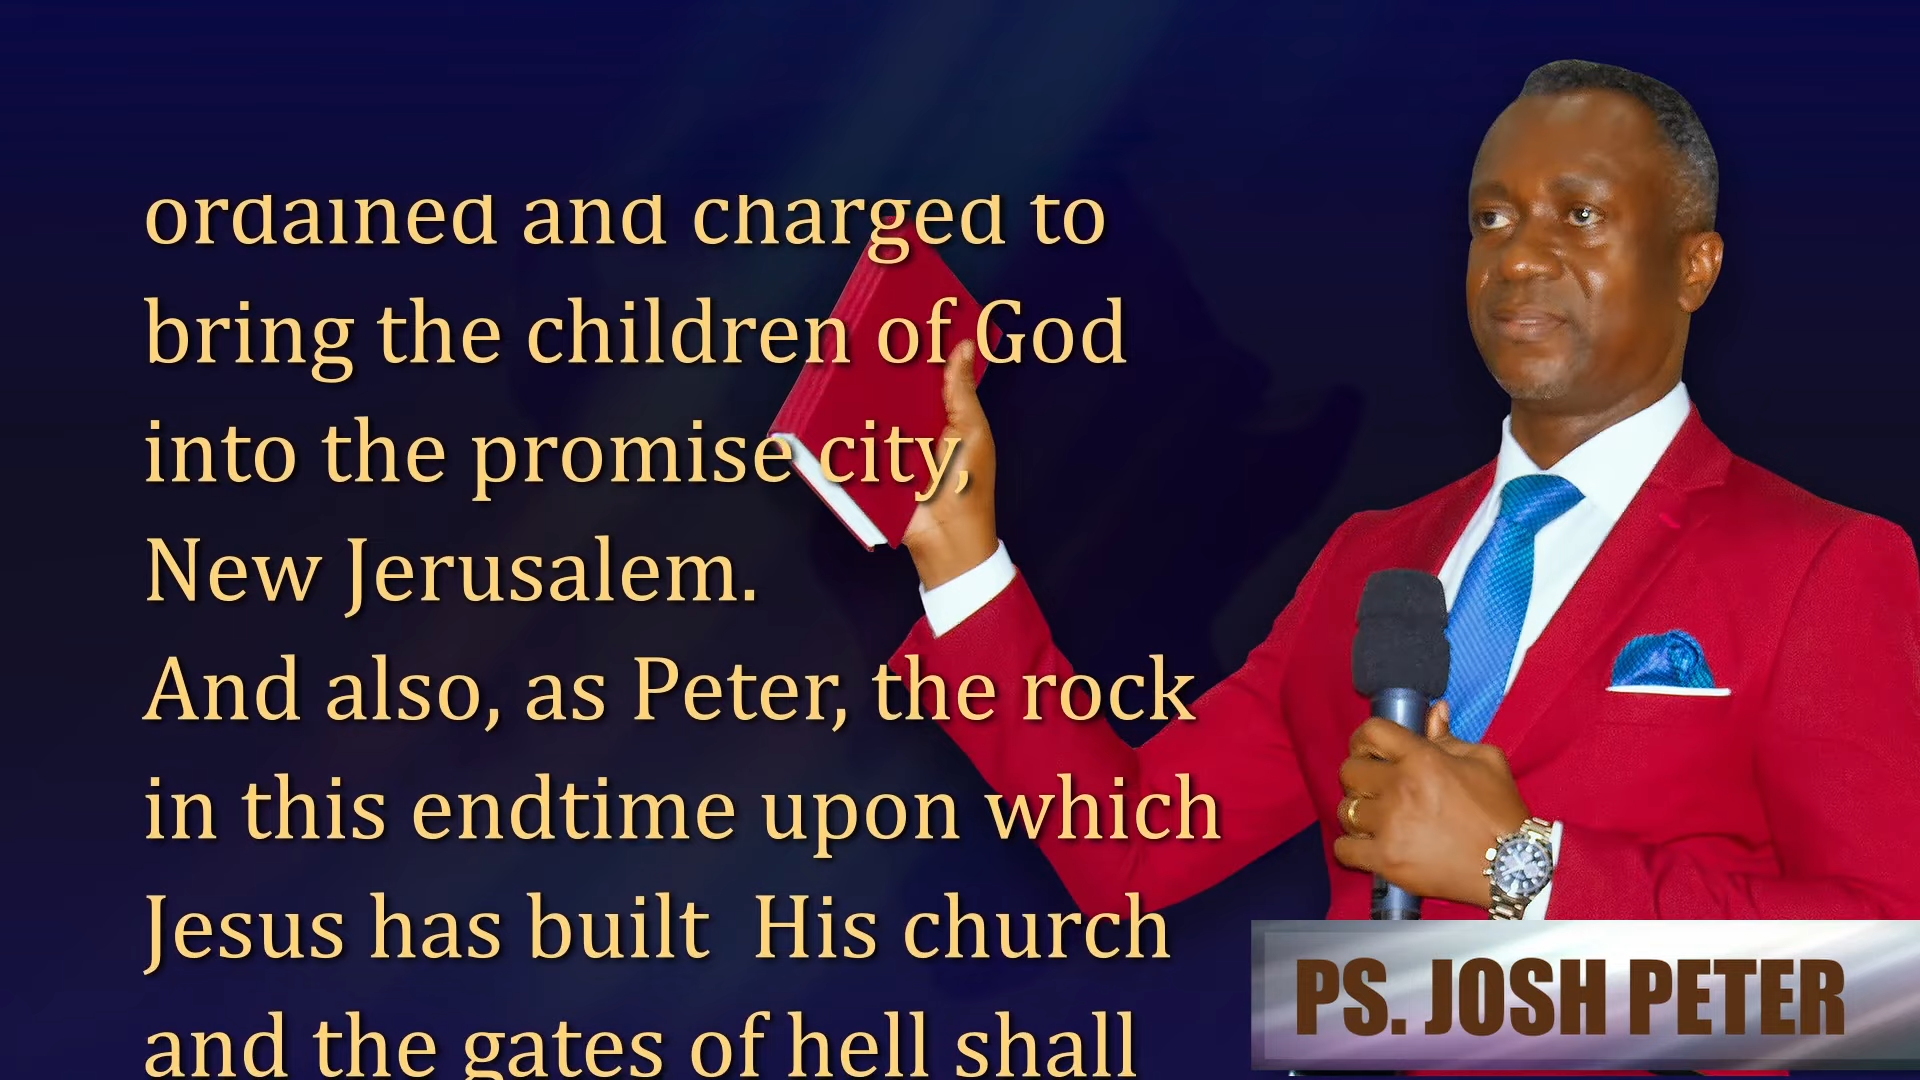 ordained and charged to
bring the children of God
into the promise city,
New Jerusalem.
And also, as Peter, the rock
in this endtime upon which
Jesus has built  His church
and the gates of hell shall
PS. JOSH PETER